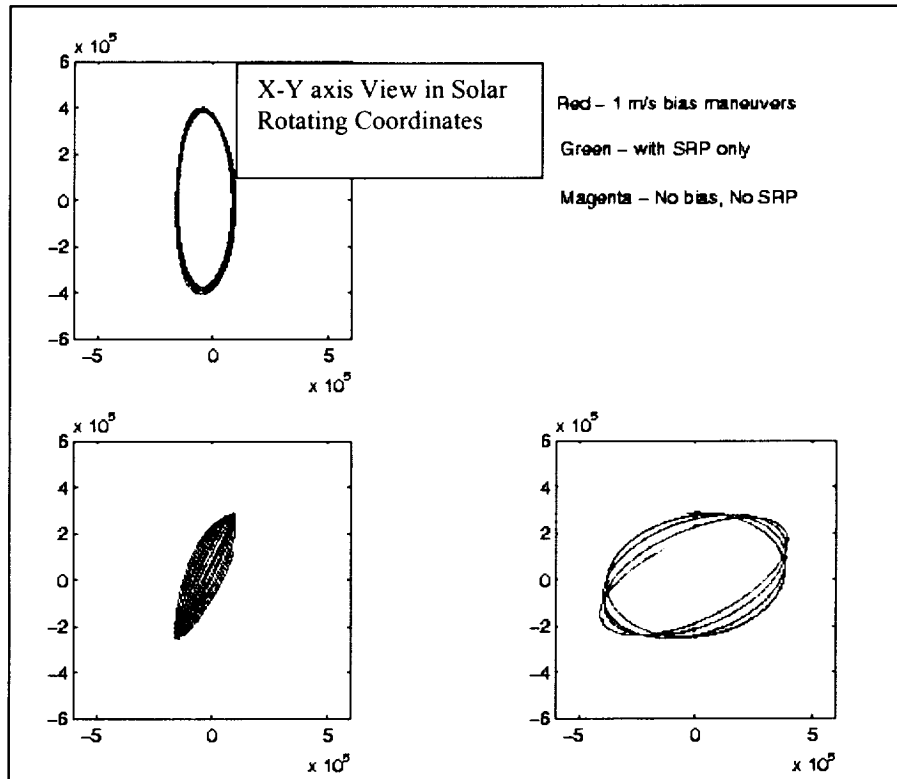 x 10^5
6
4
2
0
−2
−4
−6
−5 0 5
x 10^5
X-Y axis View in Solar
Rotating Coordinates
Red – 1 m/s bias maneuvers
Green – with SRP only
Magenta – No bias, No SRP
x 10^5
6
4
2
0
−2
−4
−6
−5 0 5
x 10^5
x 10^5
6
4
2
0
−2
−4
−6
−5 0 5
x 10^5